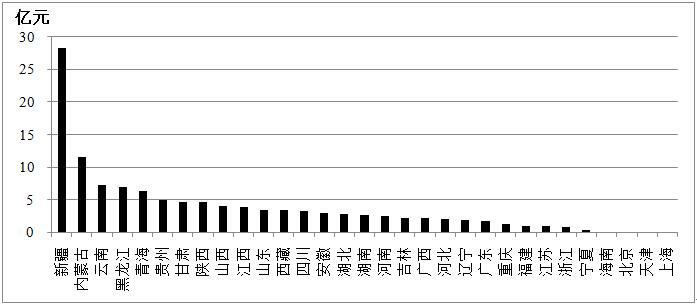 亿元
30
25
20
15
10
5
0
新疆
内蒙古
云南
黑龙江
青海
贵州
甘肃
陕西
山西
江西
山东
西藏
四川
安徽
湖北
湖南
河南
吉林
广西
河北
辽宁
广东
重庆
福建
江苏
浙江
宁夏
海南
北京
天津
上海